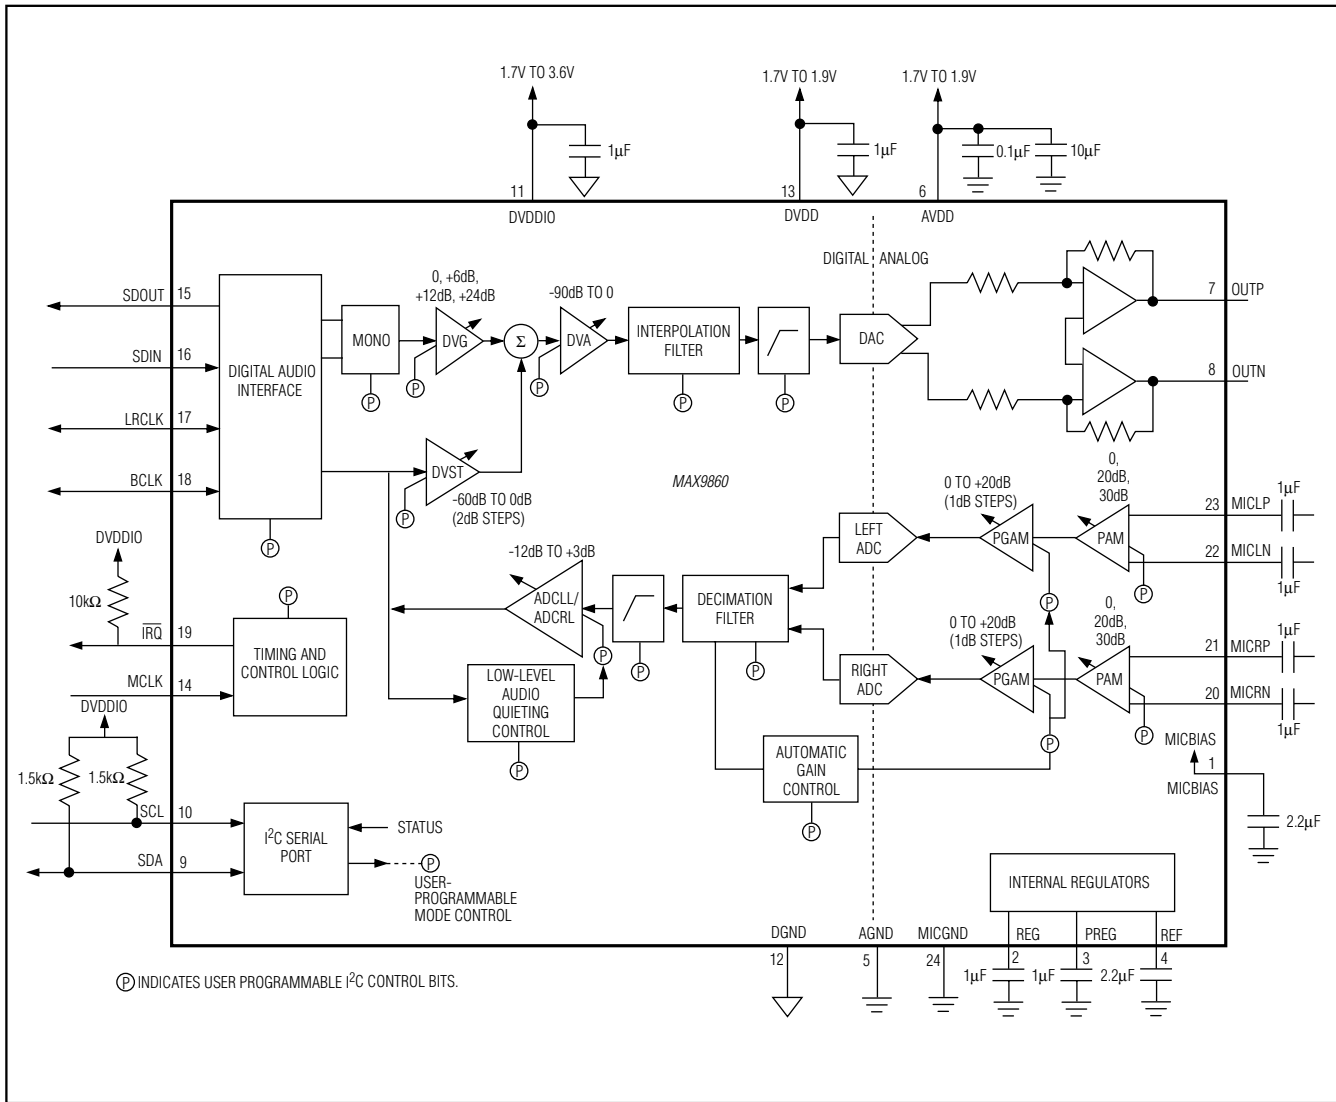 1.7V TO 3.6V
1.7V TO 1.9V
1.7V TO 1.9V
1µF
1µF
0.1µF
10µF
11
13
6
DVDDIO
DVDD
AVDD
DIGITAL
ANALOG
SDOUT
15
SDIN
16
LRCLK
17
BCLK
18
DIGITAL AUDIO
INTERFACE
P
MONO
P
0, +6dB,
+12dB, +24dB
DVG
P
Σ
-90dB TO 0
DVA
P
INTERPOLATION
FILTER
P
P
DAC
7
OUTP
8
OUTN
DVST
P
-60dB TO 0dB
(2dB STEPS)
MAX9860
0 TO +20dB
(1dB STEPS)
0,
20dB,
30dB
1µF
23
MICLP
LEFT
ADC
PGAM
PAM
22
MICLN
1µF
P
P
DVDDIO
10kΩ
IRQ
19
MCLK
14
P
TIMING AND
CONTROL LOGIC
-12dB TO +3dB
ADCLL/
ADCRL
P
P
DECIMATION
FILTER
P
0 TO +20dB
(1dB STEPS)
0,
20dB,
30dB
1µF
21
MICRP
RIGHT
ADC
PGAM
PAM
20
MICRN
1µF
P
P
LOW-LEVEL
AUDIO
QUIETING
CONTROL
P
AUTOMATIC
GAIN
CONTROL
P
MICBIAS
1
MICBIAS
2.2µF
DVDDIO
1.5kΩ
1.5kΩ
SCL
10
SDA
9
I²C SERIAL
PORT
STATUS
P
USER-
PROGRAMMABLE
MODE CONTROL
INTERNAL REGULATORS
DGND
AGND
MICGND
REG
PREG
REF
12
5
24
2
3
4
1µF
1µF
2.2µF
P INDICATES USER PROGRAMMABLE I²C CONTROL BITS.